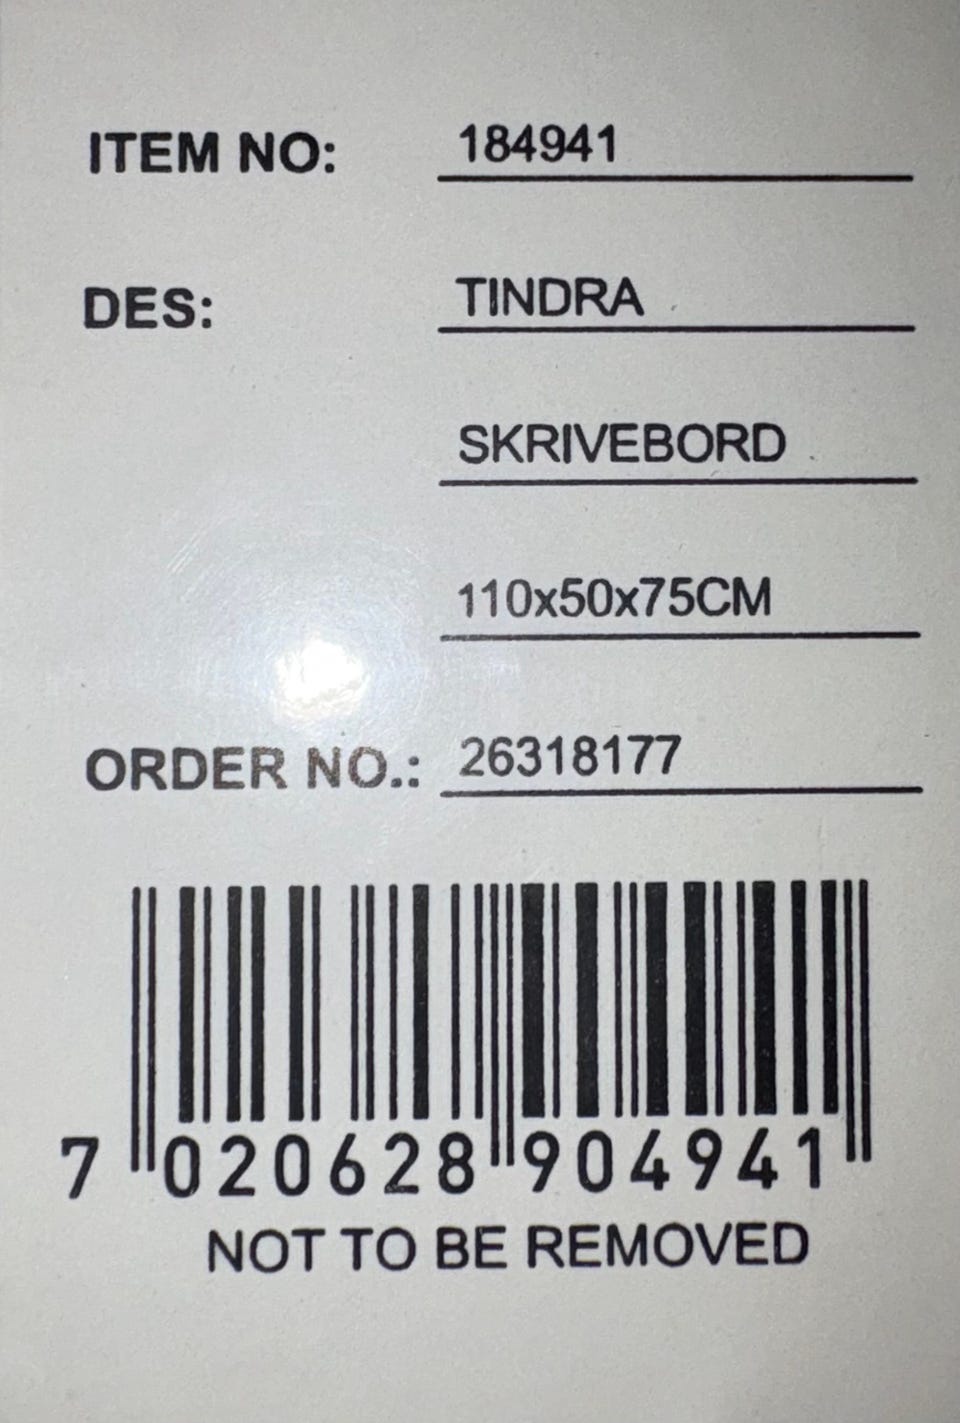 ITEM NO: 184941
DES: TINDRA
SKRIVEBORD
110x50x75CM
ORDER NO.: 26318177
7 020628 904941
NOT TO BE REMOVED